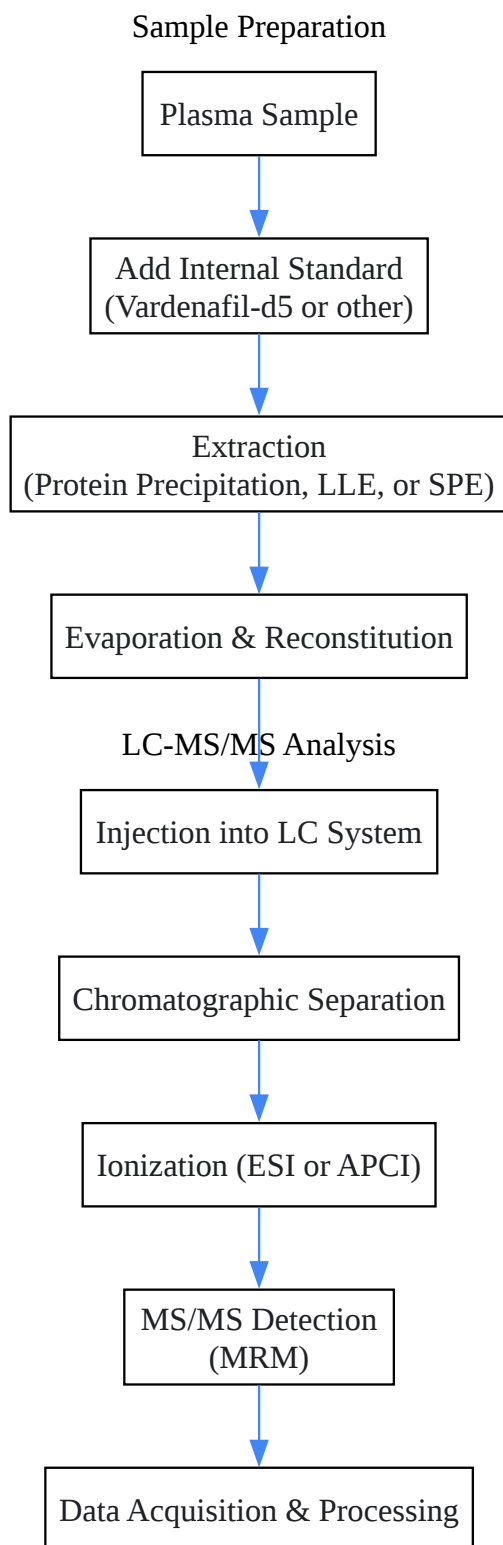 Sample Preparation
Plasma Sample
Add Internal Standard
(Vardenafil-d5 or other)
Extraction
(Protein Precipitation, LLE, or SPE)
Evaporation & Reconstitution
LC-MS/MS Analysis
Injection into LC System
Chromatographic Separation
Ionization (ESI or APCI)
MS/MS Detection
(MRM)
Data Acquisition & Processing